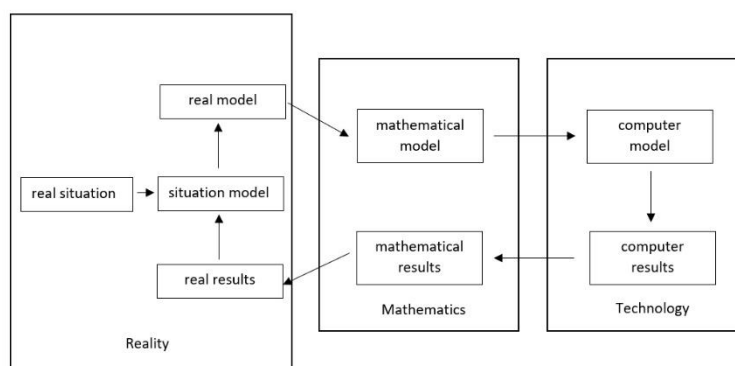 real model
real situation
situation model
real results
Reality
mathematical
model
mathematical
results
Mathematics
computer
model
computer
results
Technology